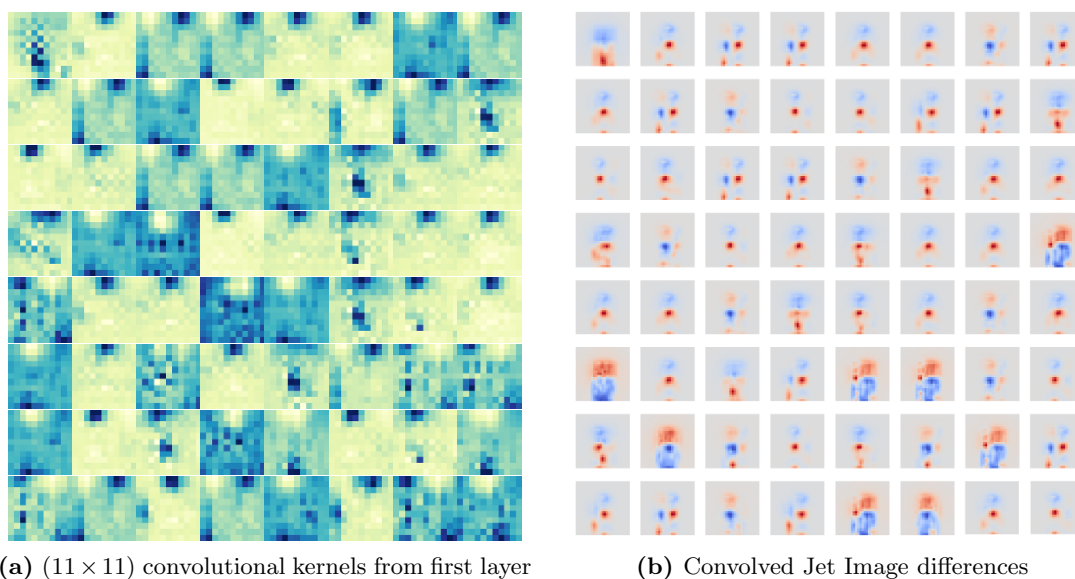 (a) (11 × 11) convolutional kernels from first layer
(b) Convolved Jet Image differences